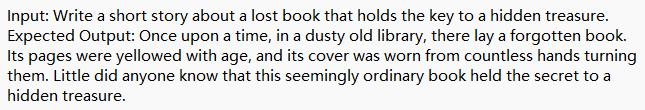 Input: Write a short story about a lost book that holds the key to a hidden treasure.
Expected Output: Once upon a time, in a dusty old library, there lay a forgotten book.
Its pages were yellowed with age, and its cover was worn from countless hands turning
them. Little did anyone know that this seemingly ordinary book held the secret to a
hidden treasure.